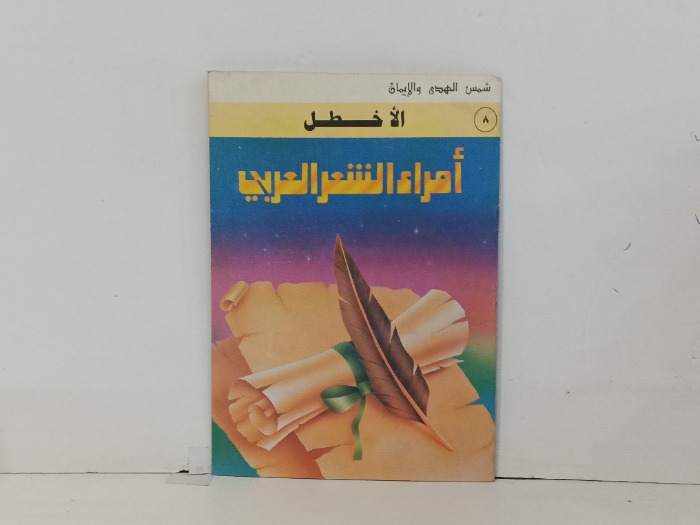 شمس الهدى والإيمان
الأخطل
٨
أمراء الشعر العربي